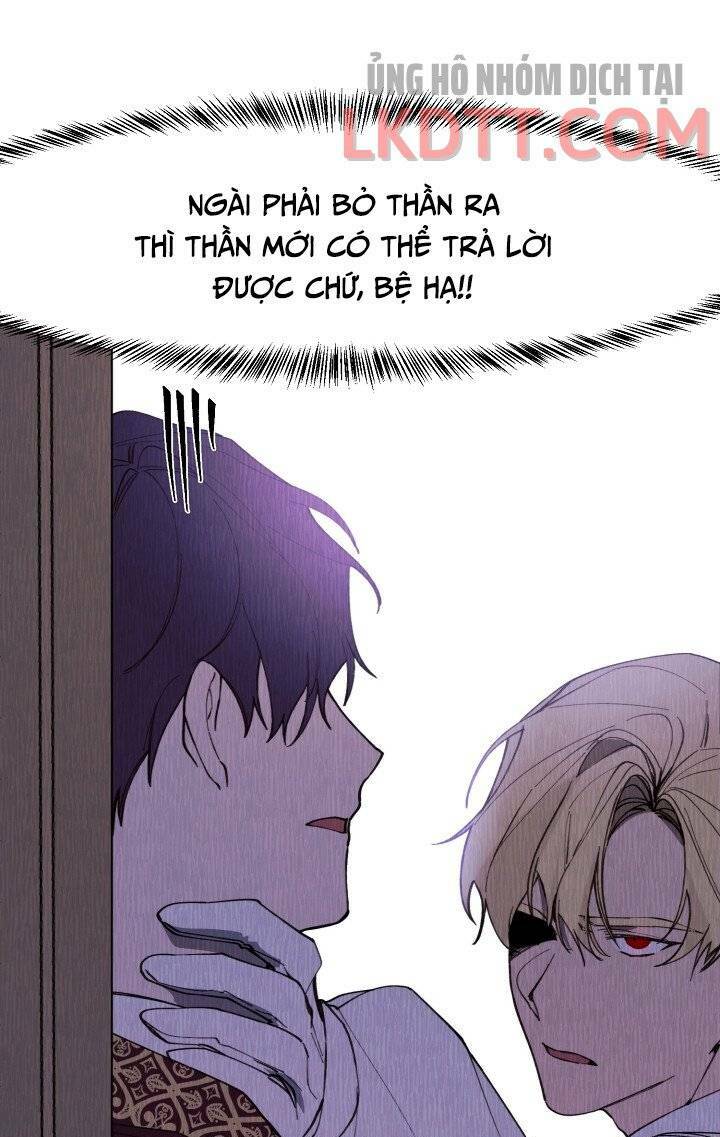 ỦNG HỘ NHÓM DỊCH TẠI
LKDTT.COM
NGÀI PHẢI BỎ THẦN RA
THÌ THẦN MỚI CÓ THỂ TRẢ LỜI
ĐƯỢC CHỨ, BỆ HẠ!!